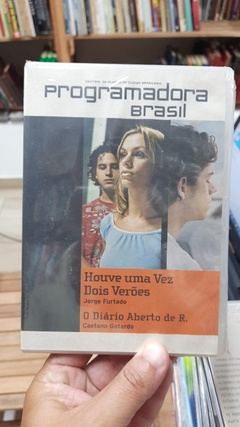 Programadora
Brasil
Houve uma Vez
Dois Verões
Jorge Furtado
O Diário Aberto de R.
Caetano Gotardo